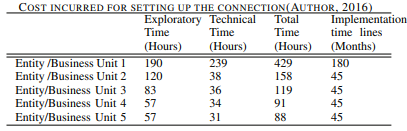 COST INCURRED FOR SETTING UP THE CONNECTION(AUTHOR, 2016)
Exploratory Technical Total Implementation
Time Time Time time lines
(Hours) (Hours) (Hours) (Months)
Entity /Business Unit 1 190 239 429 180
Entity/Business Unit 2 120 38 158 45
Entity/Business Unit 3 83 36 119 45
Entity/Business Unit 4 57 34 91 45
Entity/Business Unit 5 57 31 88 45